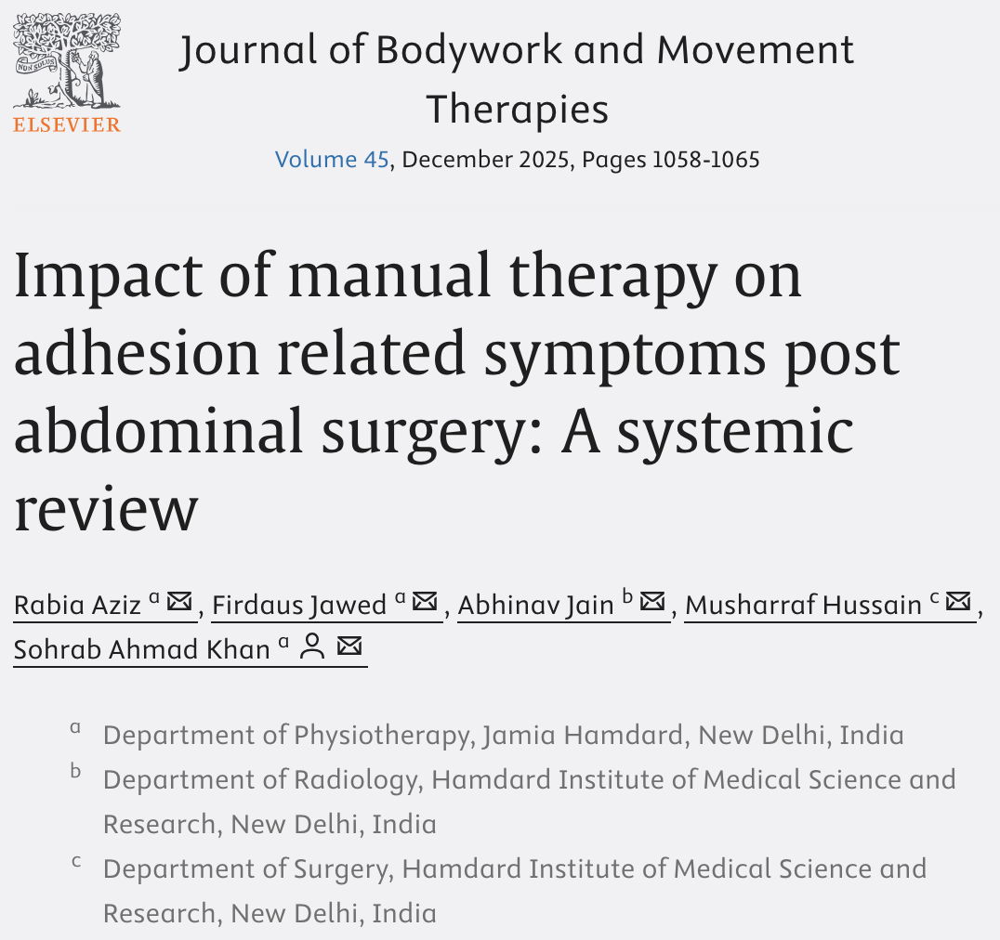 NON SOLUS
ELSEVIER
Journal of Bodywork and Movement
Therapies
Volume 45, December 2025, Pages 1058-1065
Impact of manual therapy on
adhesion related symptoms post
abdominal surgery: A systemic
review
Rabia Aziz a, Firdaus Jawed a, Abhinav Jain b, Musharraf Hussain c,
Sohrab Ahmad Khan a
a Department of Physiotherapy, Jamia Hamdard, New Delhi, India
b Department of Radiology, Hamdard Institute of Medical Science and
Research, New Delhi, India
c Department of Surgery, Hamdard Institute of Medical Science and
Research, New Delhi, India